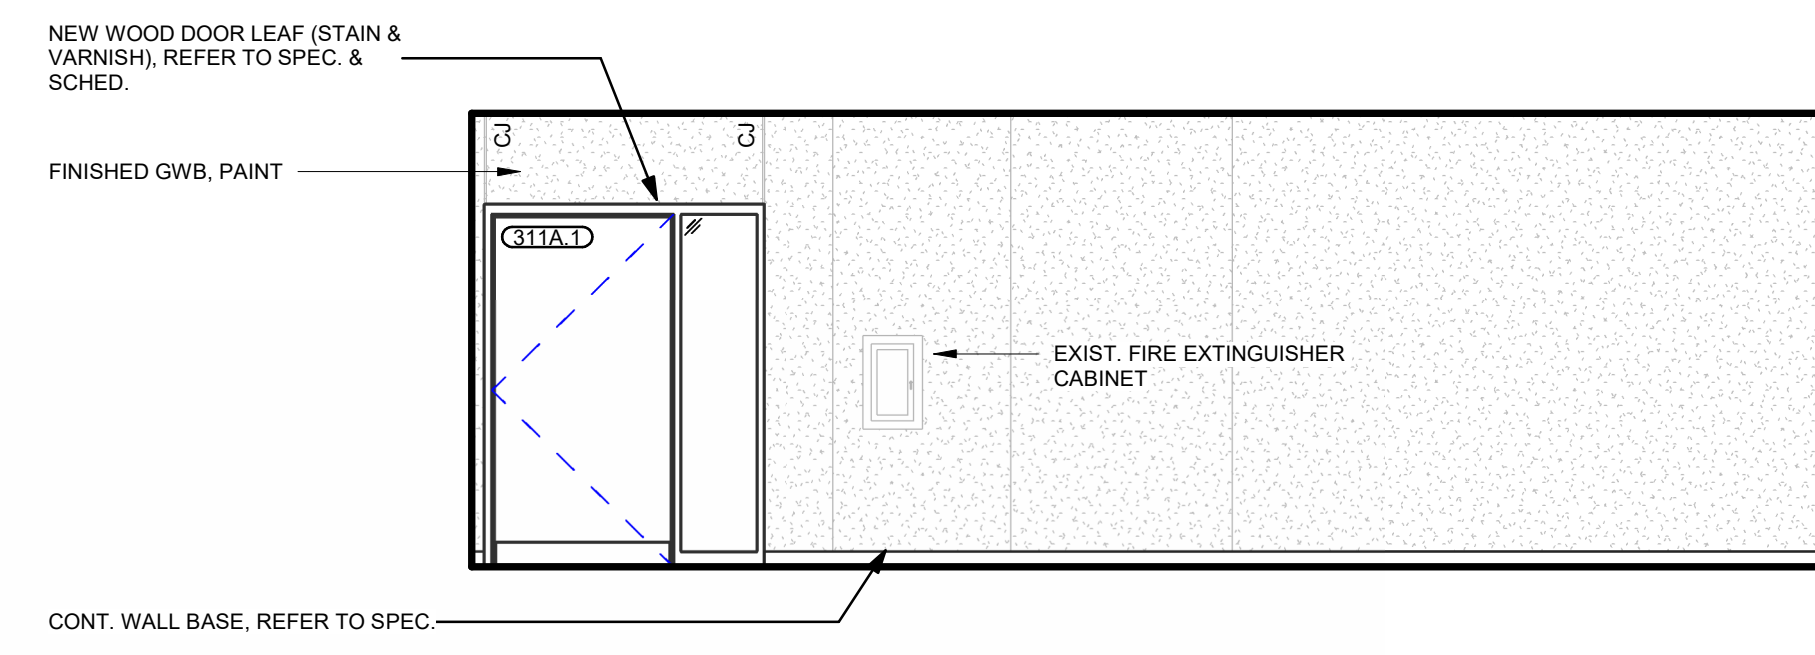 NEW WOOD DOOR LEAF (STAIN &
VARNISH), REFER TO SPEC. &
SCHED.
CJ
CJ
FINISHED GWB, PAINT
311A.1
EXIST. FIRE EXTINGUISHER
CABINET
CONT. WALL BASE, REFER TO SPEC.